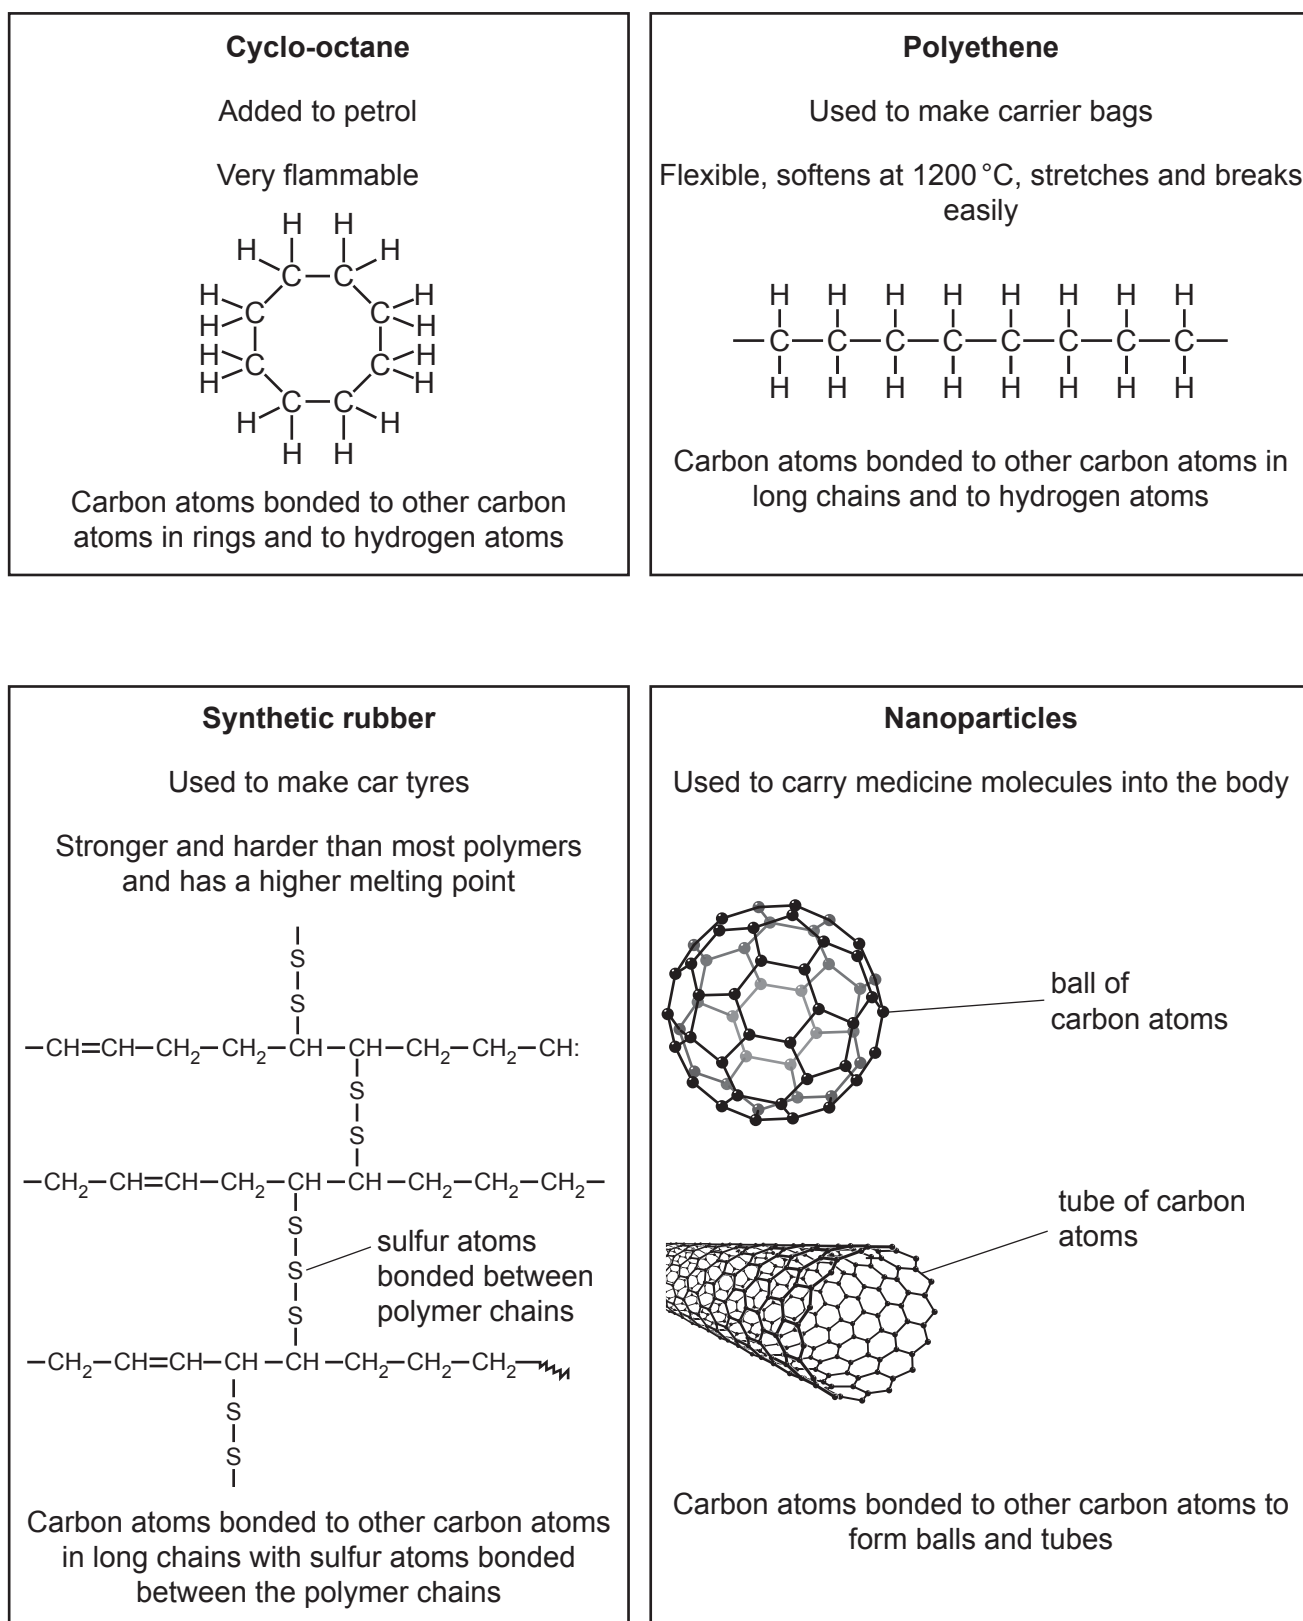 Cyclo-octane
Added to petrol
Very flammable
H H
H H
C C
H H
C C
H H
H H
C C
H H
C C
H H
H H
Carbon atoms bonded to other carbon
atoms in rings and to hydrogen atoms
Polyethene
Used to make carrier bags
Flexible, softens at 1200 °C, stretches and breaks
easily
H H H H H H H H
—C—C—C—C—C—C—C—C—
H H H H H H H H
Carbon atoms bonded to other carbon atoms in
long chains and to hydrogen atoms
Synthetic rubber
Used to make car tyres
Stronger and harder than most polymers
and has a higher melting point
S
S
—CH=CH—CH₂—CH₂—CH—CH—CH₂—CH₂—CH:
S
S
—CH₂—CH=CH—CH₂—CH—CH—CH₂—CH₂—CH₂—
S
S
S
sulfur atoms
bonded between
polymer chains
—CH₂—CH=CH—CH—CH—CH₂—CH₂—CH₂—
S
S
Carbon atoms bonded to other carbon atoms
in long chains with sulfur atoms bonded
between the polymer chains
Nanoparticles
Used to carry medicine molecules into the body
ball of
carbon atoms
tube of carbon
atoms
Carbon atoms bonded to other carbon atoms to
form balls and tubes